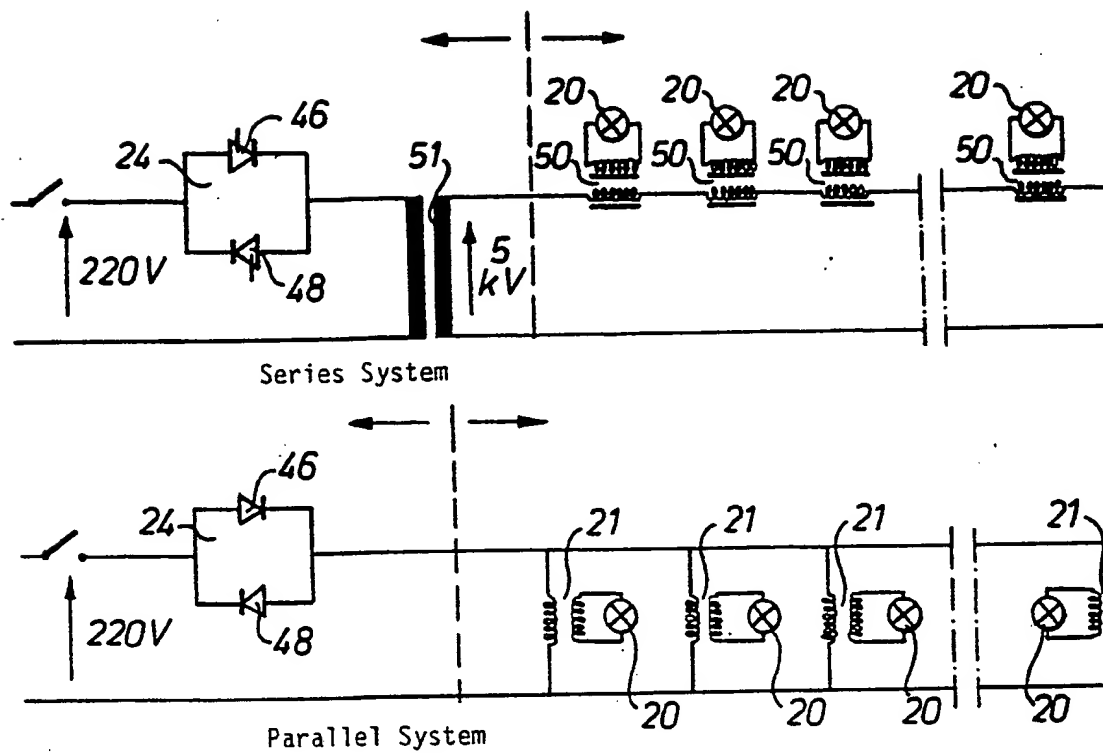 20 20 20 20
46
24 51 50 50 50 50
220V 5
kV
48
Series System
46
24 21 21 21 21
220V 48
20 20 20 20
Parallel System